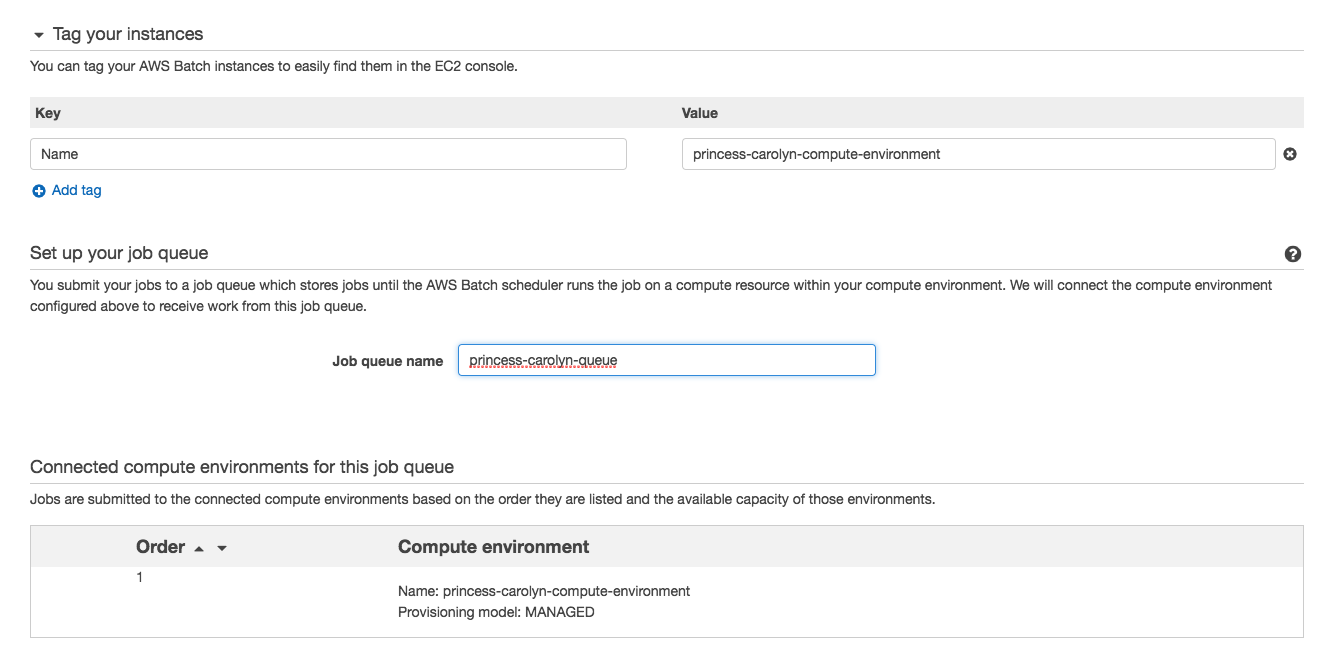 Tag your instances
You can tag your AWS Batch instances to easily find them in the EC2 console.
Key Value
Name princess-carolyn-compute-environment
Add tag
Set up your job queue
You submit your jobs to a job queue which stores jobs until the AWS Batch scheduler runs the job on a compute resource within your compute environment. We will connect the compute environment
configured above to receive work from this job queue.
Job queue name princess-carolyn-queue
Connected compute environments for this job queue
Jobs are submitted to the connected compute environments based on the order they are listed and the available capacity of those environments.
Order Compute environment
1
Name: princess-carolyn-compute-environment
Provisioning model: MANAGED